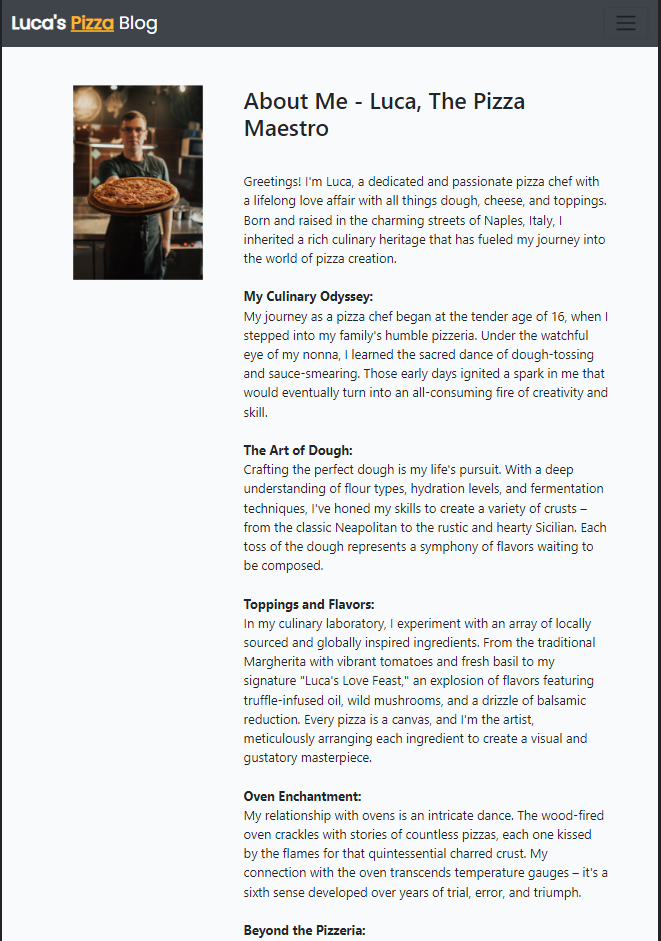 Luca's Pizza Blog
About Me - Luca, The Pizza
Maestro
Greetings! I'm Luca, a dedicated and passionate pizza chef with
a lifelong love affair with all things dough, cheese, and toppings.
Born and raised in the charming streets of Naples, Italy, I
inherited a rich culinary heritage that has fueled my journey into
the world of pizza creation.
My Culinary Odyssey:
My journey as a pizza chef began at the tender age of 16, when I
stepped into my family's humble pizzeria. Under the watchful
eye of my nonna, I learned the sacred dance of dough-tossing
and sauce-smearing. Those early days ignited a spark in me that
would eventually turn into an all-consuming fire of creativity and
skill.
The Art of Dough:
Crafting the perfect dough is my life's pursuit. With a deep
understanding of flour types, hydration levels, and fermentation
techniques, I've honed my skills to create a variety of crusts –
from the classic Neapolitan to the rustic and hearty Sicilian. Each
toss of the dough represents a symphony of flavors waiting to
be composed.
Toppings and Flavors:
In my culinary laboratory, I experiment with an array of locally
sourced and globally inspired ingredients. From the traditional
Margherita with vibrant tomatoes and fresh basil to my
signature "Luca's Love Feast," an explosion of flavors featuring
truffle-infused oil, wild mushrooms, and a drizzle of balsamic
reduction. Every pizza is a canvas, and I'm the artist,
meticulously arranging each ingredient to create a visual and
gustatory masterpiece.
Oven Enchantment:
My relationship with ovens is an intricate dance. The wood-fired
oven crackles with stories of countless pizzas, each one kissed
by the flames for that quintessential charred crust. My
connection with the oven transcends temperature gauges – it's a
sixth sense developed over years of trial, error, and triumph.
Beyond the Pizzeria: